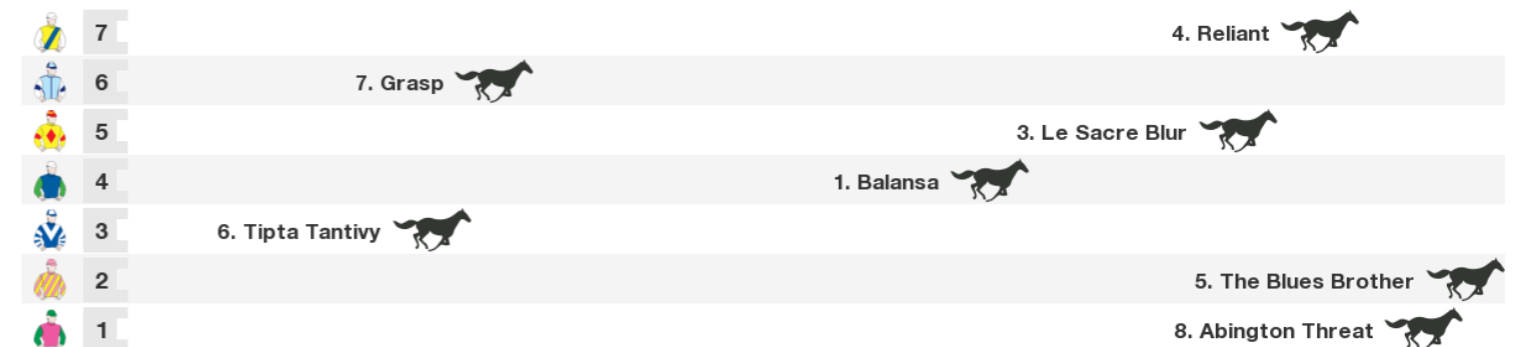 7 4. Reliant
6 7. Grasp
5 3. Le Sacre Blur
4 1. Balansa
3 6. Tipta Tantivy
2 5. The Blues Brother
1 8. Abington Threat